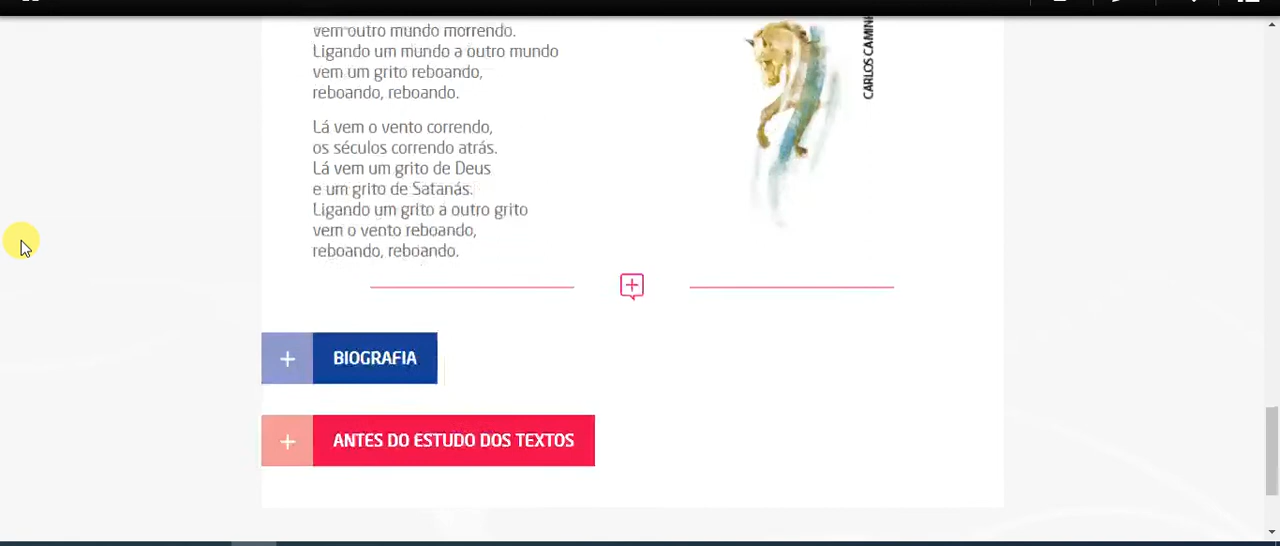 vem outro mundo morrendo.
Ligando um mundo a outro mundo
vem um grito reboando,
reboando, reboando.
Lá vem o vento correndo,
os séculos correndo atrás.
Lá vem um grito de Deus
e um grito de Satanás.
Ligando um grito a outro grito
vem o vento reboando,
reboando, reboando.
CARLOS CAMINH
BIOGRAFIA
ANTES DO ESTUDO DOS TEXTOS